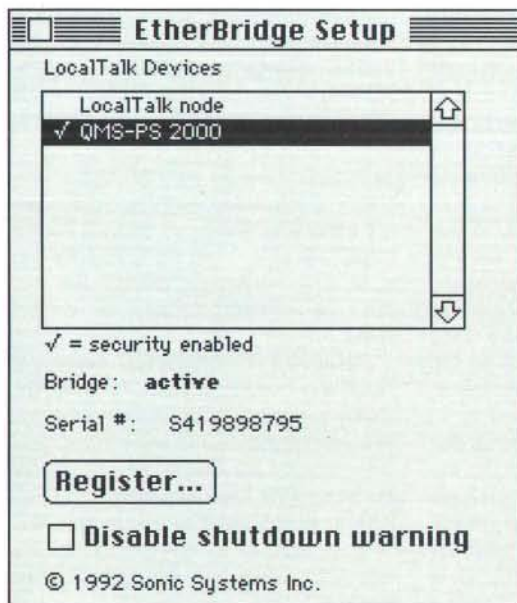 EtherBridge Setup
LocalTalk Devices
LocalTalk node
√ QMS-PS 2000
√ = security enabled
Bridge: active
Serial #: S419898795
Register...
Disable shutdown warning
© 1992 Sonic Systems Inc.